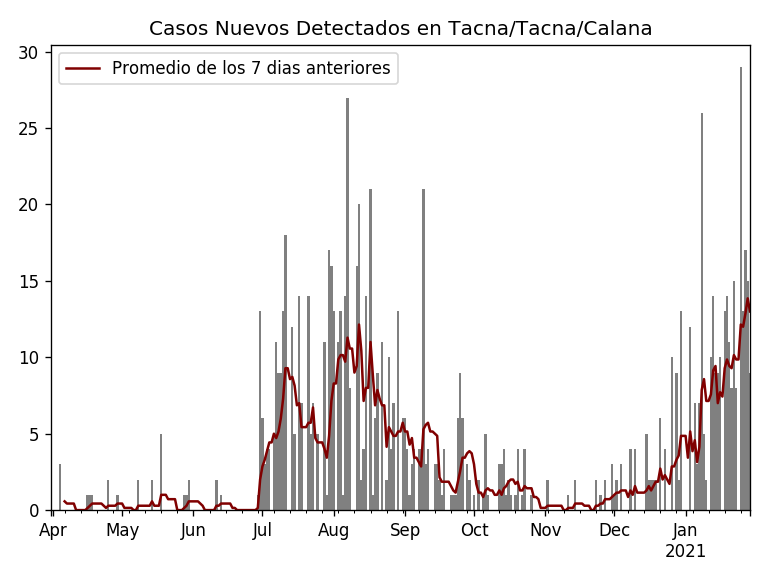 Casos Nuevos Detectados en Tacna/Tacna/Calana
Promedio de los 7 dias anteriores
30
25
20
15
10
5
0
Apr May Jun Jul Aug Sep Oct Nov Dec Jan
2021